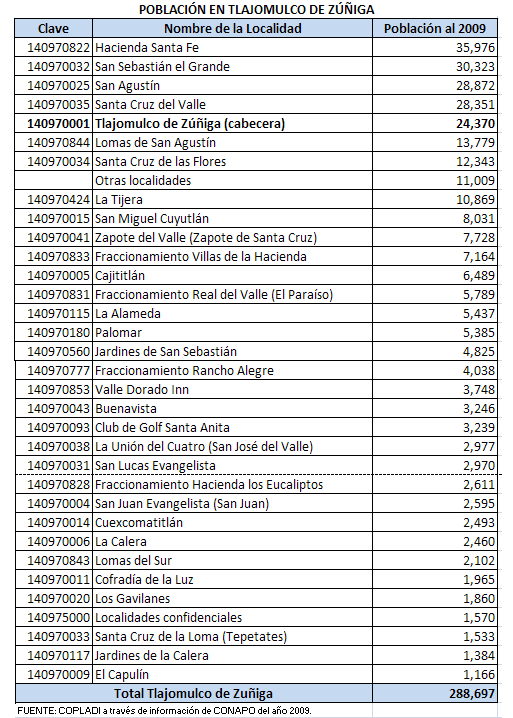 POBLACIÓN EN TLAJOMULCO DE ZÚÑIGA
Clave Nombre de la Localidad Población al 2009
140970822 Hacienda Santa Fe 35,976
140970032 San Sebastián el Grande 30,323
140970025 San Agustín 28,872
140970035 Santa Cruz del Valle 28,351
140970001 Tlajomulco de Zúñiga (cabecera) 24,370
140970844 Lomas de San Agustín 13,779
140970034 Santa Cruz de las Flores 12,343
Otras localidades 11,009
140970424 La Tijera 10,869
140970015 San Miguel Cuyutlán 8,031
140970041 Zapote del Valle (Zapote de Santa Cruz) 7,728
140970833 Fraccionamiento Villas de la Hacienda 7,164
140970005 Cajititlán 6,489
140970831 Fraccionamiento Real del Valle (El Paraíso) 5,789
140970115 La Alameda 5,437
140970180 Palomar 5,385
140970560 Jardines de San Sebastián 4,825
140970777 Fraccionamiento Rancho Alegre 4,038
140970853 Valle Dorado Inn 3,748
140970043 Buenavista 3,246
140970093 Club de Golf Santa Anita 3,239
140970038 La Unión del Cuatro (San José del Valle) 2,977
140970031 San Lucas Evangelista 2,970
140970828 Fraccionamiento Hacienda los Eucaliptos 2,611
140970004 San Juan Evangelista (San Juan) 2,595
140970014 Cuexcomatitlán 2,493
140970006 La Calera 2,460
140970843 Lomas del Sur 2,102
140970011 Cofradía de la Luz 1,965
140970020 Los Gavilanes 1,860
140975000 Localidades confidenciales 1,570
140970033 Santa Cruz de la Loma (Tepetates) 1,533
140970117 Jardines de la Calera 1,384
140970009 El Capulín 1,166
Total Tlajomulco de Zuñiga 288,697
FUENTE: COPLADI a través de información de CONAPO del año 2009.